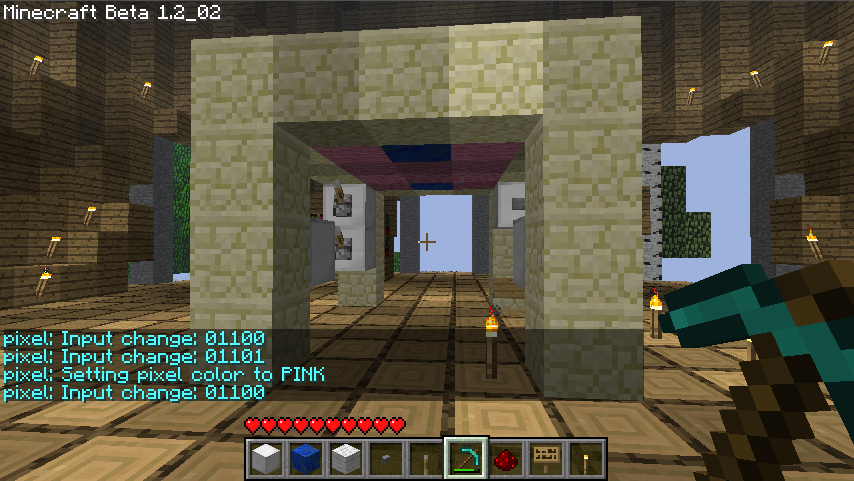 Minecraft Beta 1.2_02
pixel: Input change: 01100
pixel: Input change: 01101
pixel: Setting pixel color to PINK
pixel: Input change: 01100